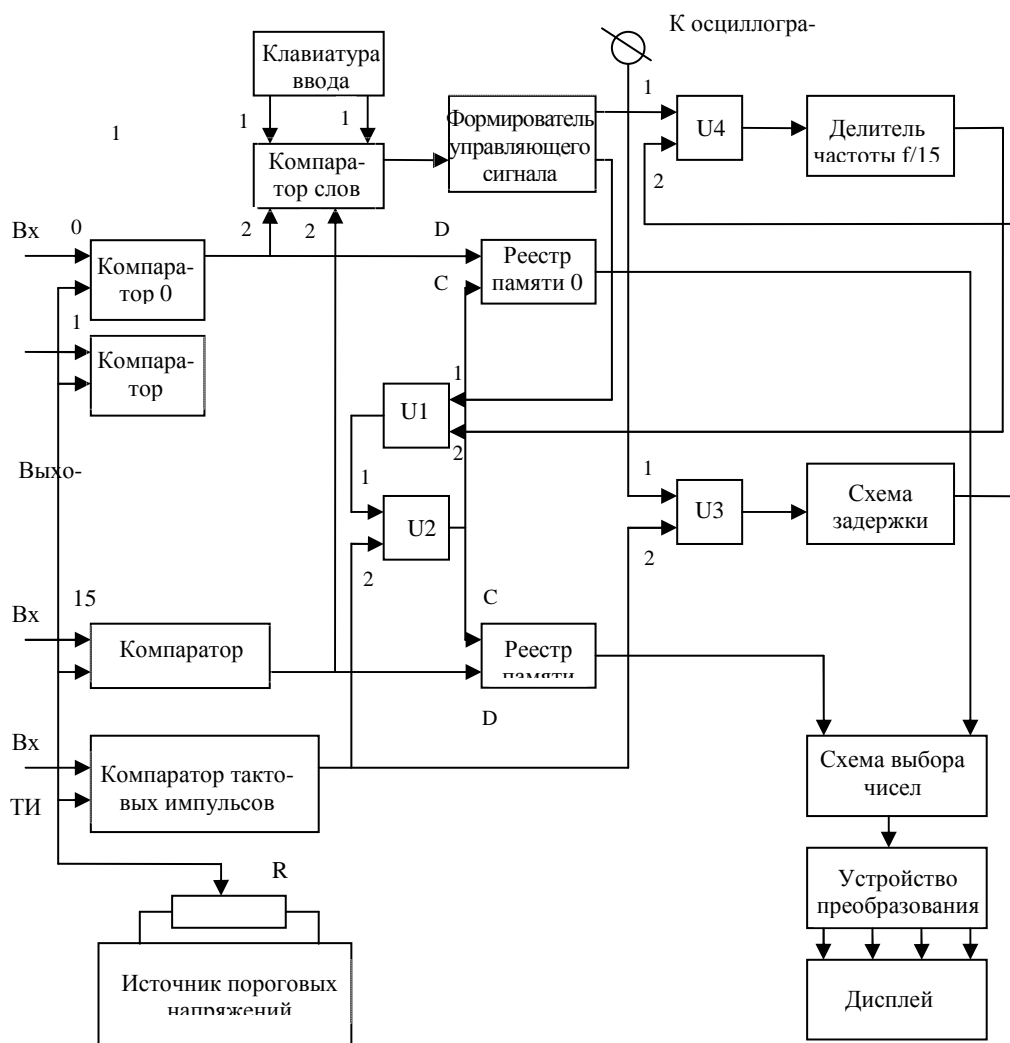 К осциллогра-
Клавиатура
ввода
1
1
1
1
Формирователь
управляющего
сигнала
U4
Делитель
частоты f/15
Компара-
тор слов
2
Вх
0
2
2
D
Компара-
тор 0
Реестр
памяти 0
C
1
Компара-
тор
1
U1
2
Выхо-
1
1
U2
U3
Схема
задержки
2
2
15
C
Вх
Компаратор
Реестр
памяти
D
Вх
Компаратор такто-
вых импульсов
Схема выбора
чисел
ТИ
R
Устройство
преобразования
Источник пороговых
напряжений
Дисплей